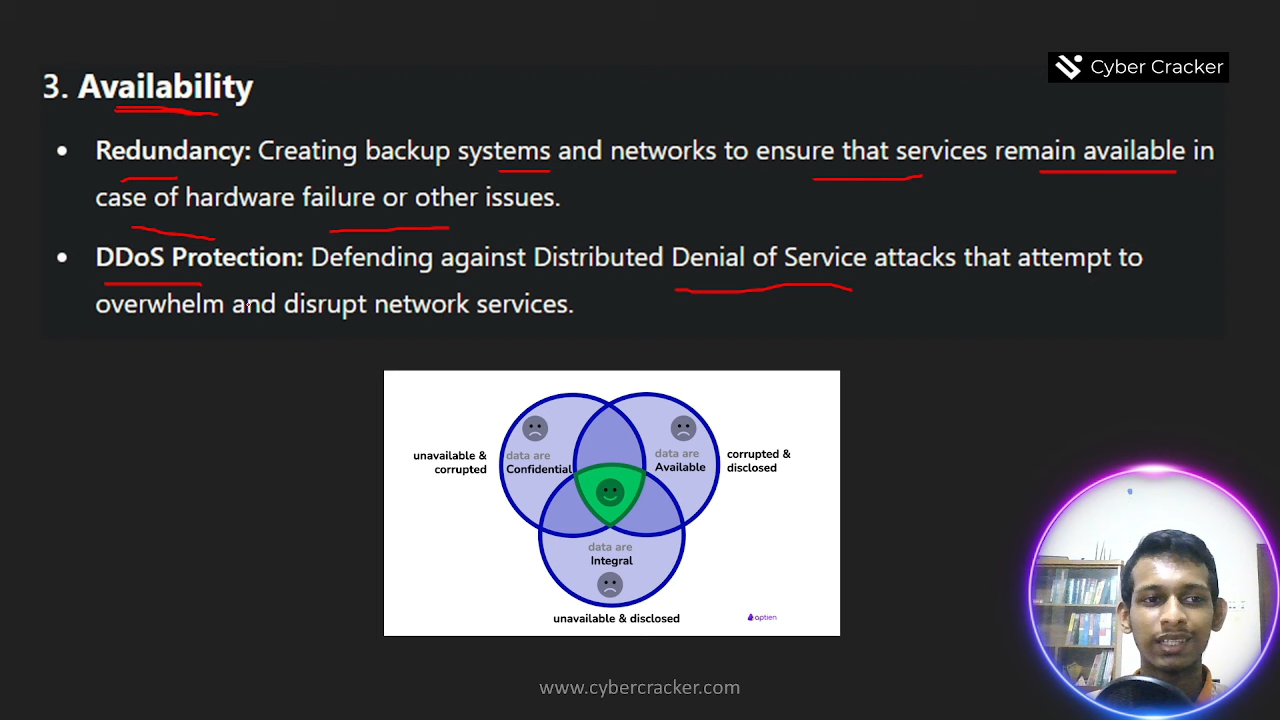 Cyber Cracker
3. Availability
• Redundancy: Creating backup systems and networks to ensure that services remain available in
case of hardware failure or other issues.
• DDoS Protection: Defending against Distributed Denial of Service attacks that attempt to
overwhelm and disrupt network services.
unavailable &
corrupted
data are
Confidential
data are
Available
corrupted &
disclosed
data are
Integral
unavailable & disclosed
aptien
www.cybercracker.com